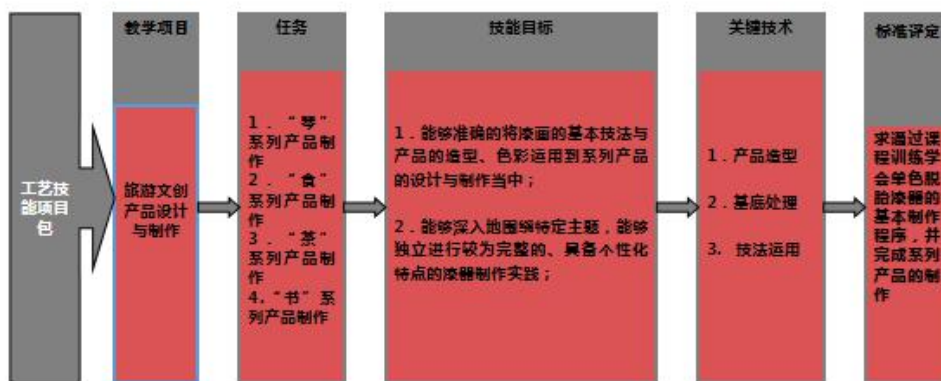 工艺技
能项目
包
教学项目
旅游文创
产品设计
与制作
任务
1．“琴”
系列产品制
作
2．“食”
系列产品制
作
3．“茶”
系列产品制
作
4.“书”系
列产品制作
技能目标
1．能够准确的将漆画的基本技法与
产品的造型、色彩运用到系列产品
的设计与制作当中；
2．能够深入地围绕特定主题，能够
独立进行较为完整的、具备个性化
特点的漆器制作实践；
关键技术
1．产品造型
2．基底处理
3. 技法运用
标准评定
求通过课
程训练学
会单色脱
胎漆器的
基本制作
程序，并
完成系列
产品的制
作